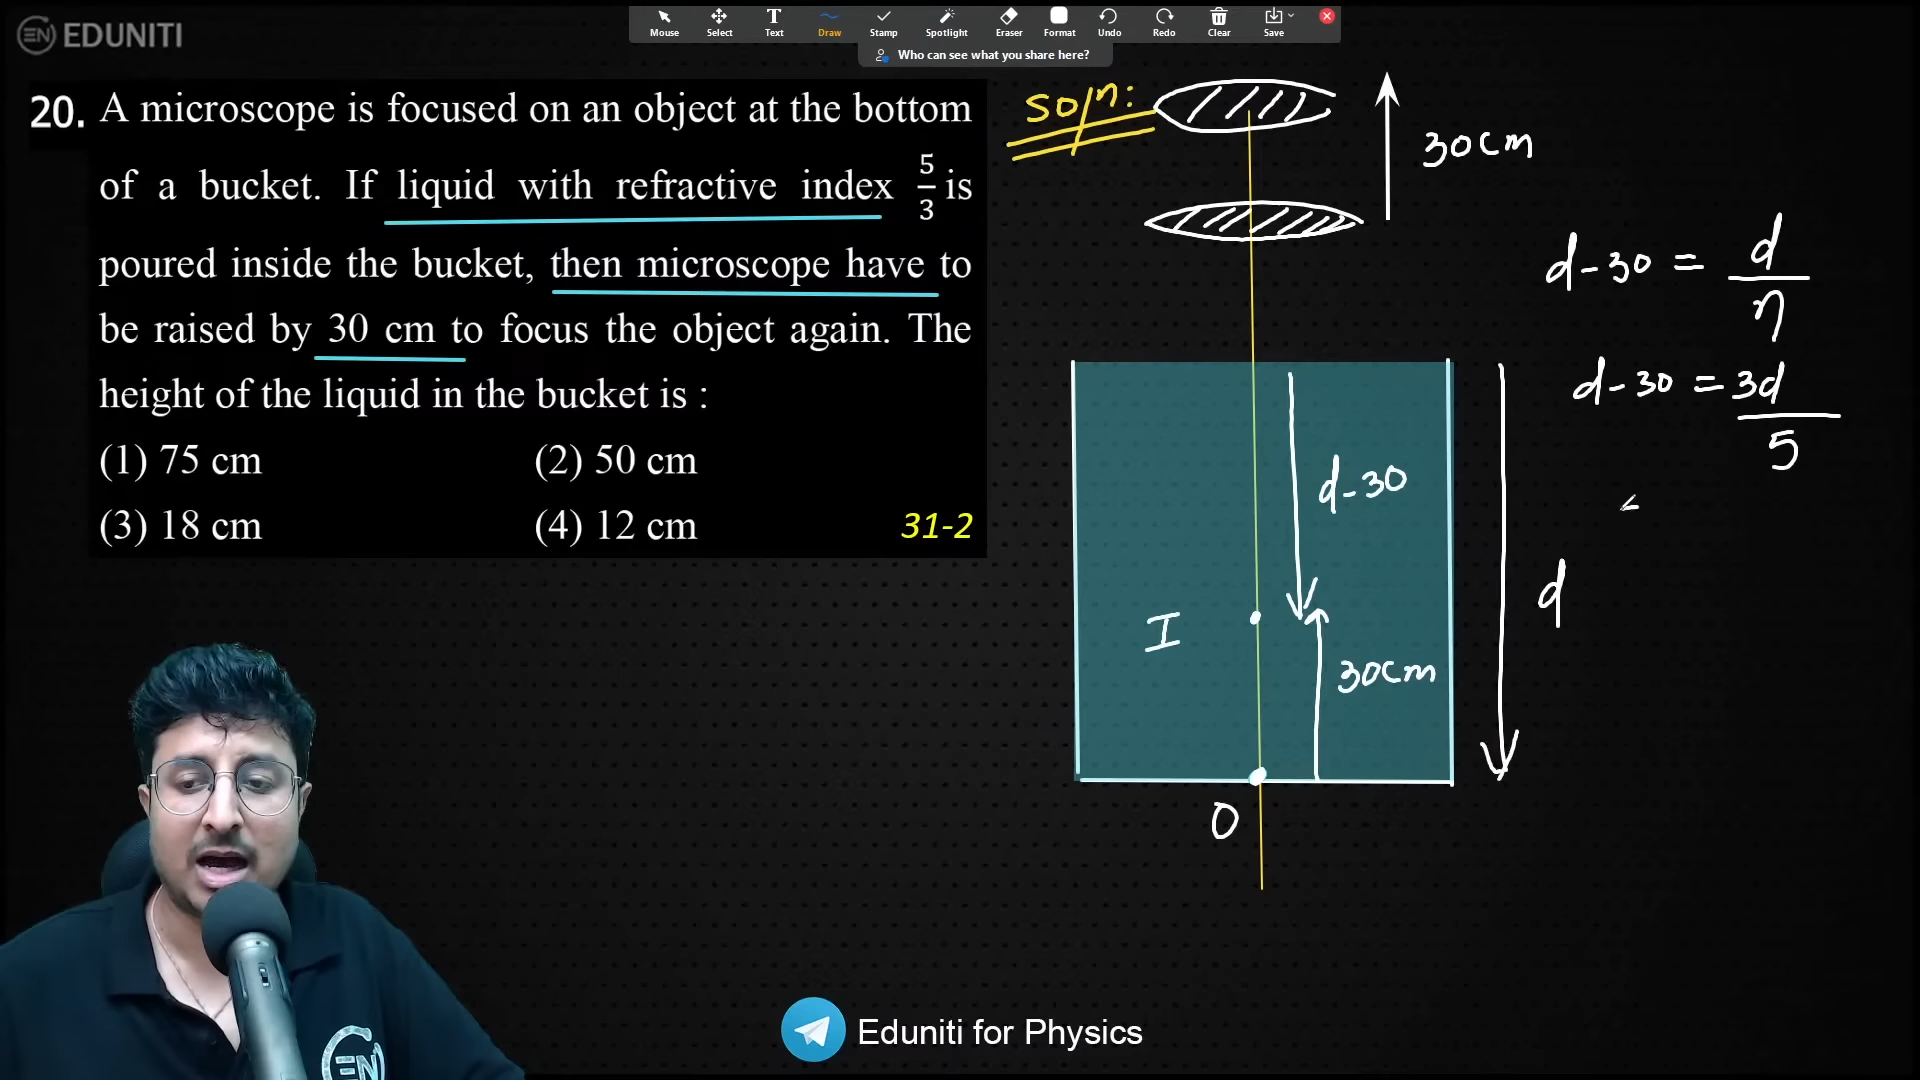 EDUNITI
Mouse Select Text Draw Stamp Spotlight Eraser Format Undo Redo Clear Save
Who can see what you share here?
20. A microscope is focused on an object at the bottom
of a bucket. If liquid with refractive index 5/3 is
poured inside the bucket, then microscope have to
be raised by 30 cm to focus the object again. The
height of the liquid in the bucket is :
(1) 75 cm (2) 50 cm
(3) 18 cm (4) 12 cm 31-2
Soln:
30cm
d-30 = d/n
d-30 = 3d/5
d-30
I
30cm
d
O
EN
Eduniti for Physics